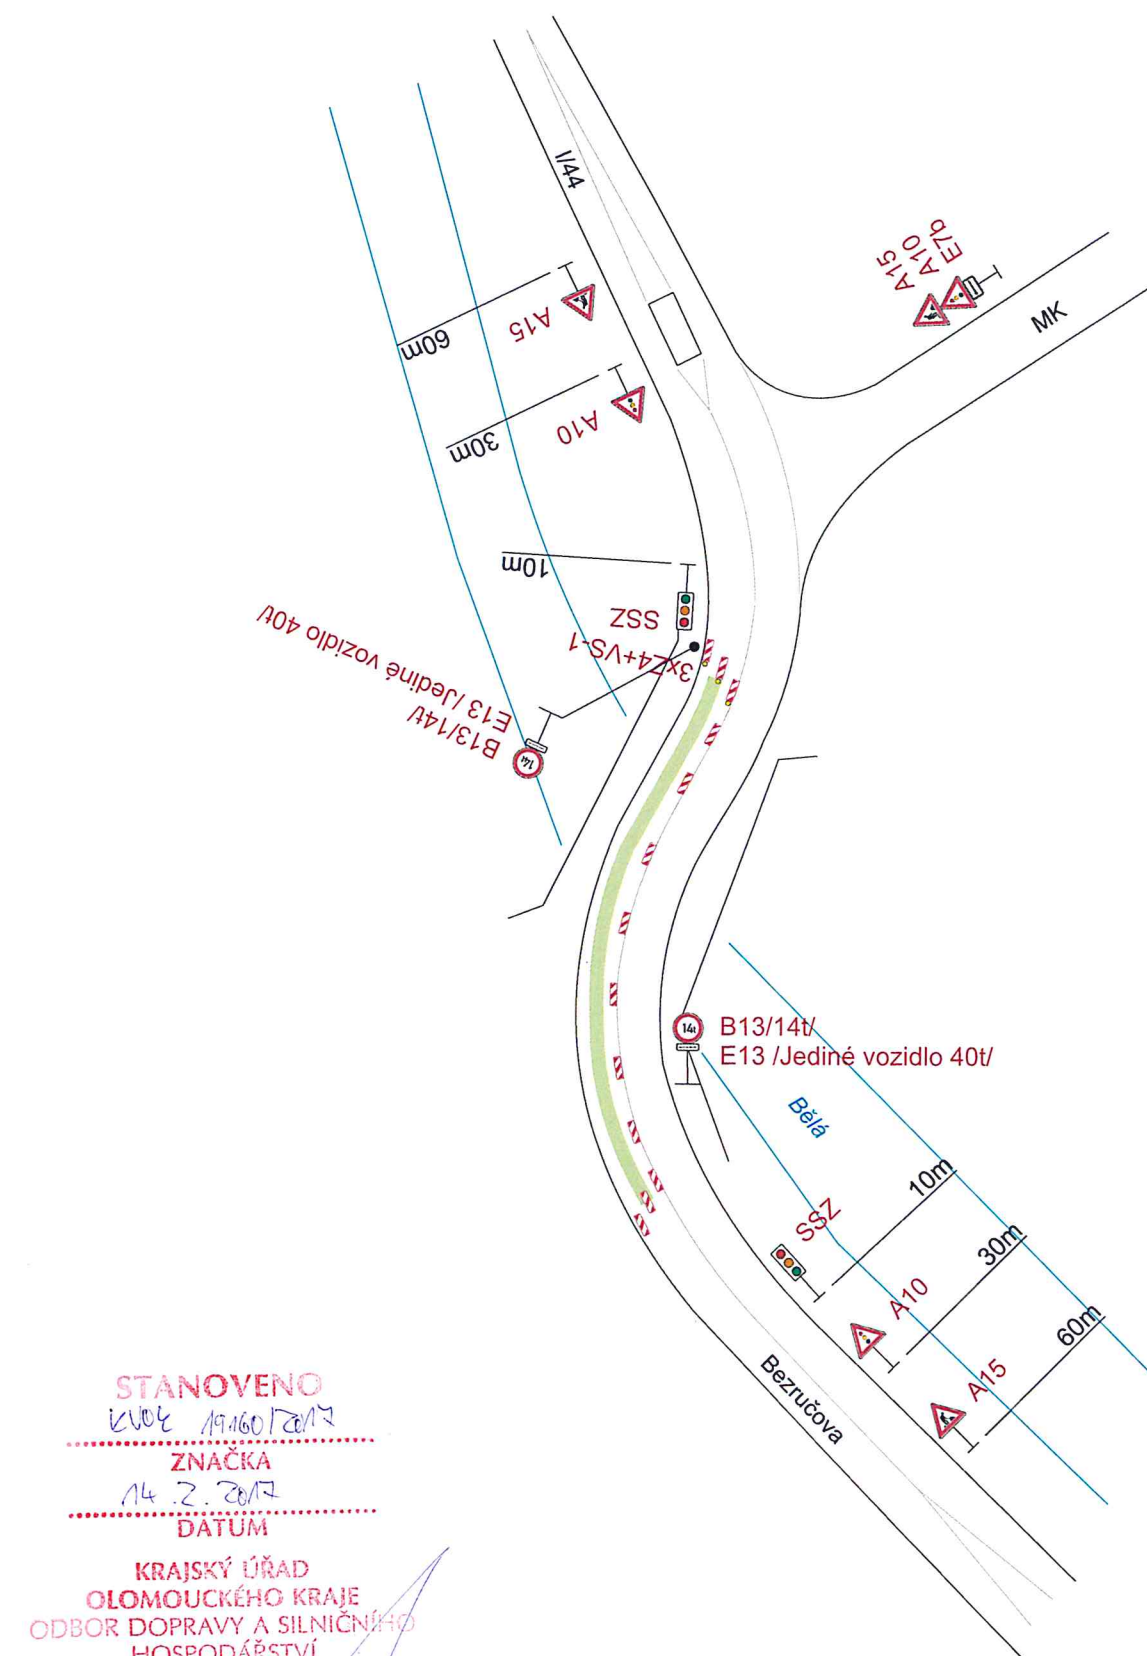 I/44
A15
A10
E7b
MK
60m
A15
30m
A10
10m
SSZ
3xZ4+VS-1
B13/14t/
E13 /Jediné vozidlo 40t/
14t
14t
B13/14t/
E13 /Jediné vozidlo 40t/
Bělá
10m
SSZ
30m
A10
60m
A15
Bezručova
STANOVENO
19160/2017
ZNAČKA
14.2.2017
DATUM
KRAJSKÝ ÚŘAD
OLOMOUCKÉHO KRAJE
ODBOR DOPRAVY A SILNIČNÍHO
HOSPODÁŘSTVÍ